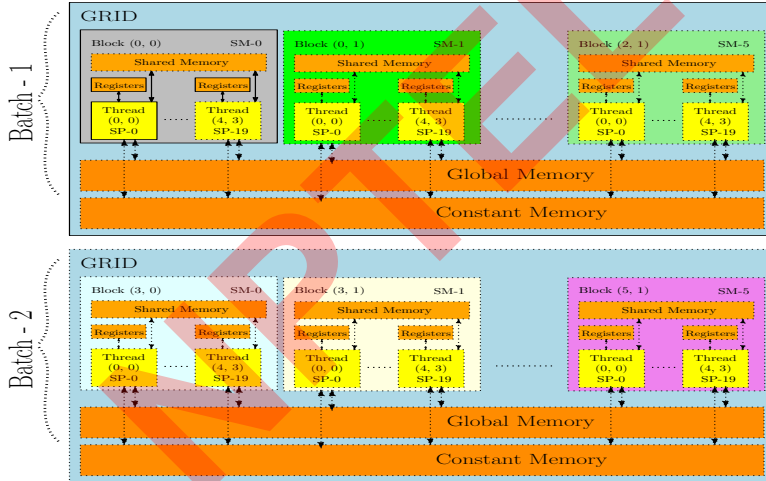 Batch - 1
GRID
Block (0, 0) SM-0
Shared Memory
Registers Registers
Thread
(0, 0)
SP-0
......
Thread
(4, 3)
SP-19
Block (0, 1) SM-1
Shared Memory
Registers Registers
Thread
(0, 0)
SP-0
......
Thread
(4, 3)
SP-19
Block (2, 1) SM-5
Shared Memory
Registers Registers
Thread
(0, 0)
SP-0
......
Thread
(4, 3)
SP-19
Global Memory
Constant Memory
Batch - 2
GRID
Block (3, 0) SM-0
Shared Memory
Registers Registers
Thread
(0, 0)
SP-0
......
Thread
(4, 3)
SP-19
Block (3, 1) SM-1
Shared Memory
Registers Registers
Thread
(0, 0)
SP-0
......
Thread
(4, 3)
SP-19
Block (5, 1) SM-5
Shared Memory
Registers Registers
Thread
(0, 0)
SP-0
......
Thread
(4, 3)
SP-19
Global Memory
Constant Memory
NPTEL